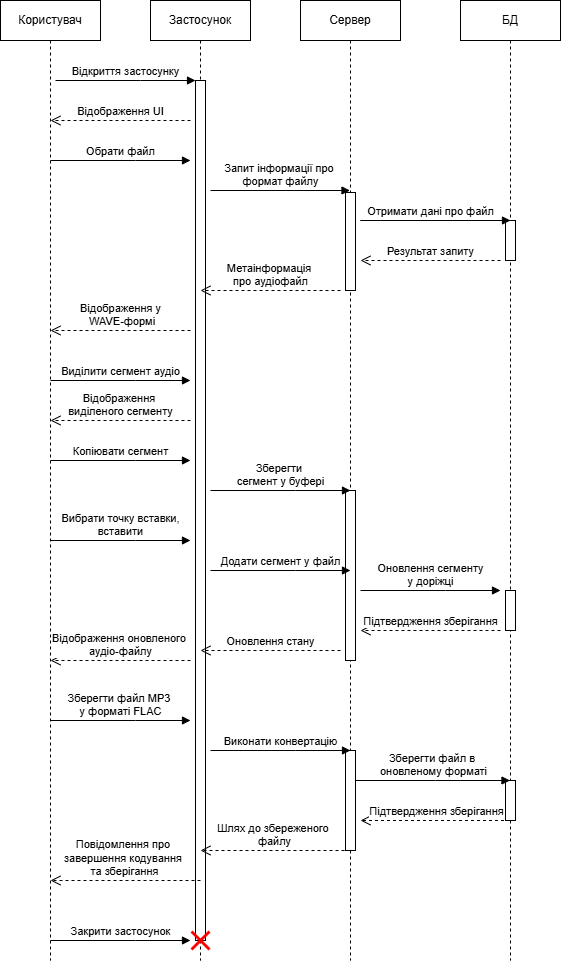 Користувач
Застосунок
Сервер
БД
Відкриття застосунку
Відображення UI
Обрати файл
Запит інформації про
формат файлу
Отримати дані про файл
Результат запиту
Метаінформація
про аудіофайл
Відображення у
WAVE-формі
Виділити сегмент аудіо
Відображення
виділеного сегменту
Копіювати сегмент
Зберегти
сегмент у буфері
Вибрати точку вставки,
вставити
Додати сегмент у файл
Оновлення сегменту
у доріжці
Підтвердження зберігання
Оновлення стану
Відображення оновленого
аудіо-файлу
Зберегти файл MP3
у форматі FLAC
Виконати конвертацію
Зберегти файл в
оновленому форматі
Підтвердження зберігання
Шлях до збереженого
файлу
Повідомлення про
завершення кодування
та зберігання
Закрити застосунок